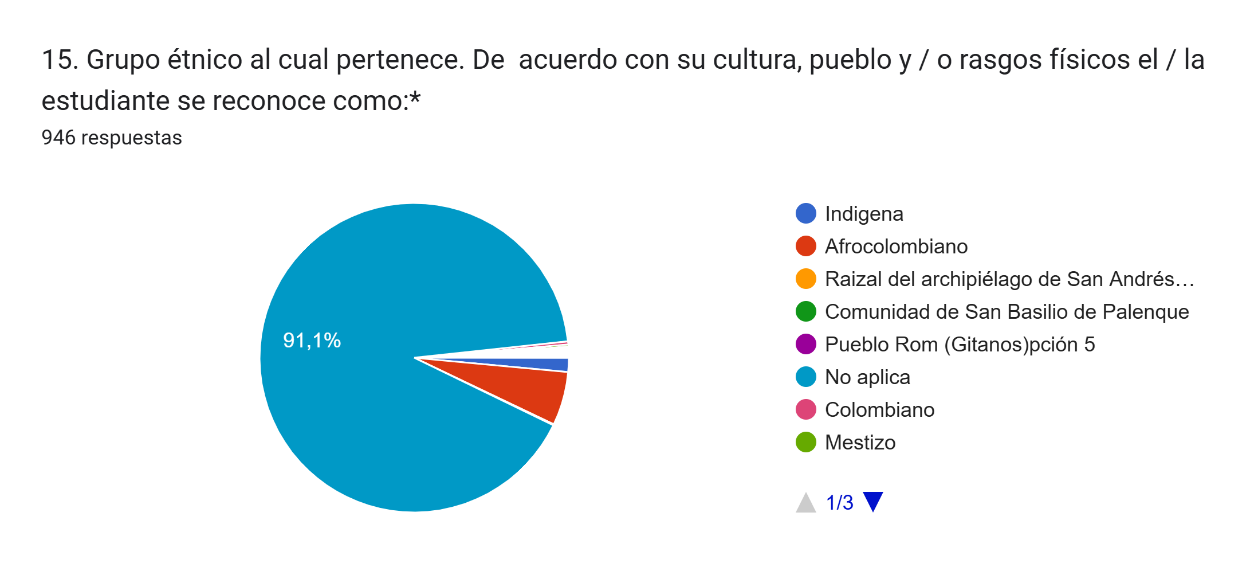 15. Grupo étnico al cual pertenece. De  acuerdo con su cultura, pueblo y / o rasgos físicos el / la
estudiante se reconoce como:*
946 respuestas
91,1%
Indigena
Afrocolombiano
Raizal del archipiélago de San Andrés…
Comunidad de San Basilio de Palenque
Pueblo Rom (Gitanos)pción 5
No aplica
Colombiano
Mestizo
1/3